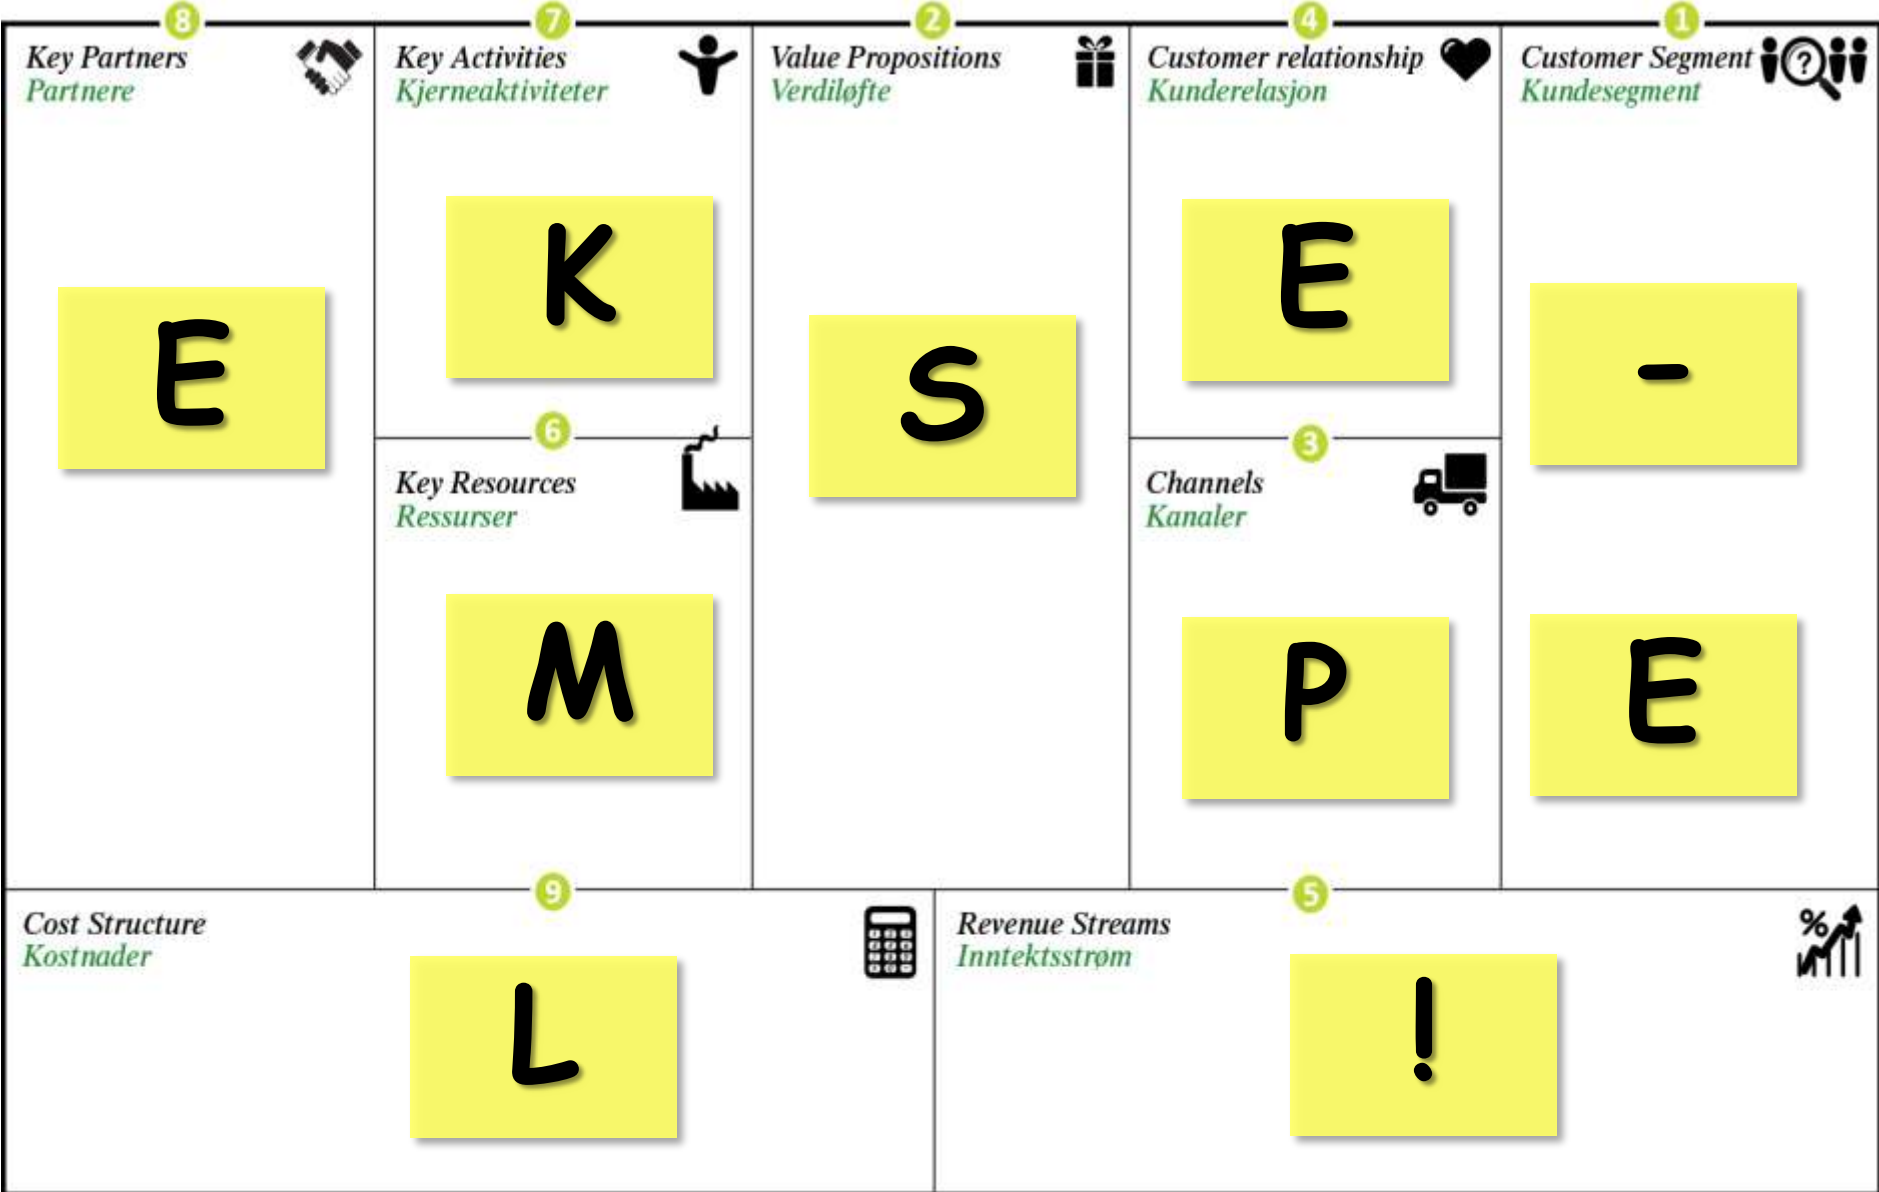 8
Key Partners
Partnere
E
7
Key Activities
Kjerneaktiviteter
K
6
Key Resources
Ressurser
M
2
Value Propositions
Verdiløfte
S
4
Customer relationship
Kunderelasjon
E
3
Channels
Kanaler
P
1
Customer Segment
?
Kundesegment
-
E
9
Cost Structure
Kostnader
L
5
Revenue Streams
%
Inntektsstrøm
!